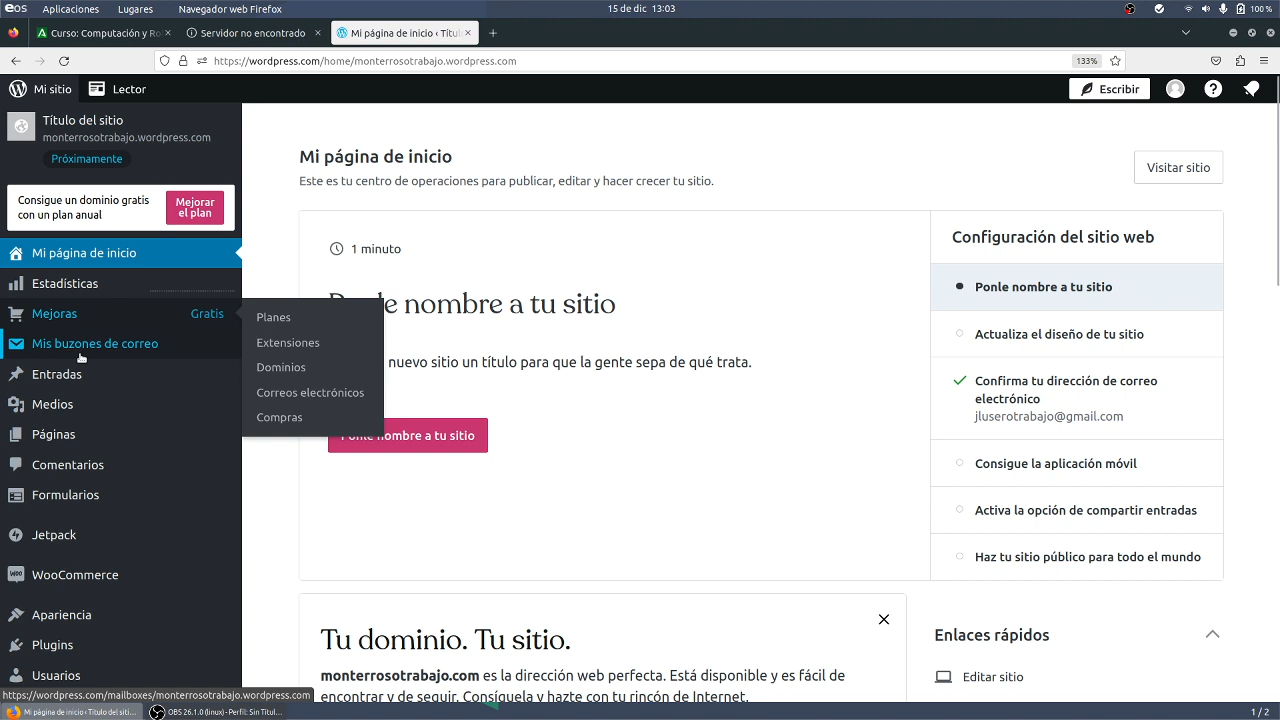 eos Aplicaciones Lugares Navegador web Firefox 15 de dic 13:03 100 %
Curso: Computación y Ro
Servidor no encontrado
Mi página de inicio ‹ Títul
https://wordpress.com/home/monterrosotrabajo.wordpress.com 133%
Mi sitio Lector Escribir
Título del sitio
monterrosotrabajo.wordpress.com
Próximamente
Consigue un dominio gratis
con un plan anual
Mejorar
el plan
Mi página de inicio
Estadísticas
Mejoras Gratis
Mis buzones de correo
Entradas
Medios
Páginas
Comentarios
Formularios
Jetpack
WooCommerce
Apariencia
Plugins
Usuarios
Planes
Extensiones
Dominios
Correos electrónicos
Compras
Mi página de inicio
Este es tu centro de operaciones para publicar, editar y hacer crecer tu sitio.
Visitar sitio
1 minuto
Ponle nombre a tu sitio
nuevo sitio un título para que la gente sepa de qué trata.
Ponle nombre a tu sitio
Configuración del sitio web
Ponle nombre a tu sitio
Actualiza el diseño de tu sitio
Confirma tu dirección de correo
electrónico
jluserotrabajo@gmail.com
Consigue la aplicación móvil
Activa la opción de compartir entradas
Haz tu sitio público para todo el mundo
Tu dominio. Tu sitio.
monterrosotrabajo.com es la dirección web perfecta. Está disponible y es fácil de
encontrar y de seguir. Consíguela y hazte con tu rincón de Internet.
Enlaces rápidos
Editar sitio
https://wordpress.com/mailboxes/monterrosotrabajo.wordpress.com
Mi página de inicio ‹ Título del siti...
OBS 26.1.0 (linux) - Perfil: Sin Títul...
1 / 2